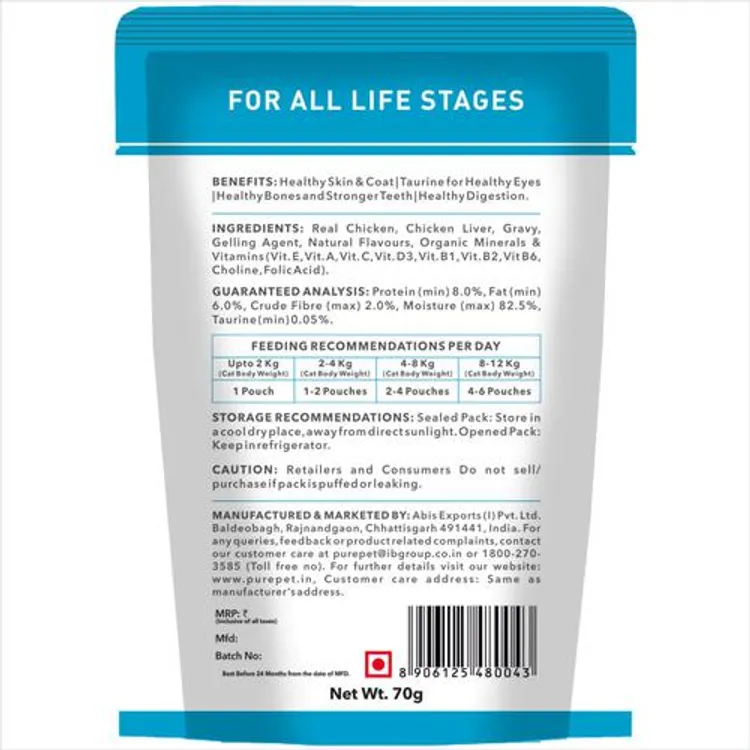 FOR ALL LIFE STAGES
BENEFITS: Healthy Skin & Coat | Taurine for Healthy Eyes
| Healthy Bones and Stronger Teeth | Healthy Digestion.
INGREDIENTS: Real Chicken, Chicken Liver, Gravy,
Gelling Agent, Natural Flavours, Organic Minerals &
Vitamins (Vit. E, Vit. A, Vit. C, Vit. D3, Vit. B1, Vit. B2, Vit B6,
Choline, Folic Acid).
GUARANTEED ANALYSIS: Protein (min) 8.0%, Fat (min)
6.0%, Crude Fibre (max) 2.0%, Moisture (max) 82.5%,
Taurine (min) 0.05%.
FEEDING RECOMMENDATIONS PER DAY
Upto 2 Kg 2-4 Kg 4-8 Kg 8-12 Kg
(Cat Body Weight) (Cat Body Weight) (Cat Body Weight) (Cat Body Weight)
1 Pouch 1-2 Pouches 2-4 Pouches 4-6 Pouches
STORAGE RECOMMENDATIONS: Sealed Pack: Store in
a cool dry place, away from direct sunlight. Opened Pack:
Keep in refrigerator.
CAUTION: Retailers and Consumers Do not sell/
purchase if pack is puffed or leaking.
MANUFACTURED & MARKETED BY: Abis Exports (I) Pvt. Ltd.
Baldeobagh, Rajnandgaon, Chhattisgarh 491441, India. For
any queries, feedback or product related complaints, contact
our customer care at purepet@ibgroup.co.in or 1800-270-
3585 (Toll free no). For further details visit our website:
www.purepet.in, Customer care address: Same as
manufacturer's address.
MRP: ₹
(Inclusive of all taxes)
Mfd:
Batch No:
Best Before 24 Months from the date of MFD.
8 906125 480043
Net Wt. 70g